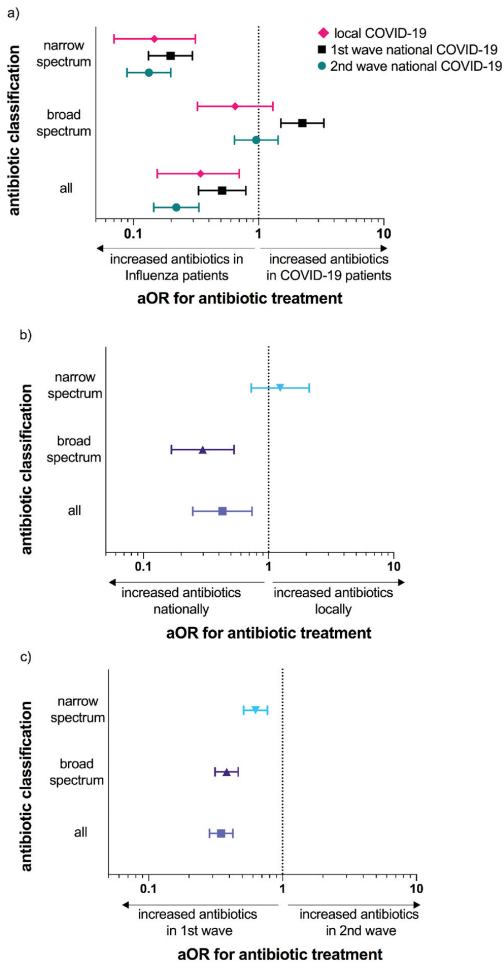 a)
local COVID-19
1st wave national COVID-19
2nd wave national COVID-19
antibiotic classification
narrow
spectrum
broad
spectrum
all
0.1
1
10
increased antibiotics in
Influenza patients
increased antibiotics
in COVID-19 patients
aOR for antibiotic treatment
b)
antibiotic classification
narrow
spectrum
broad
spectrum
all
0.1
1
10
increased antibiotics
nationally
increased antibiotics
locally
aOR for antibiotic treatment
c)
antibiotic classification
narrow
spectrum
broad
spectrum
all
0.1
1
10
increased antibiotics
in 1st wave
increased antibiotics
in 2nd wave
aOR for antibiotic treatment